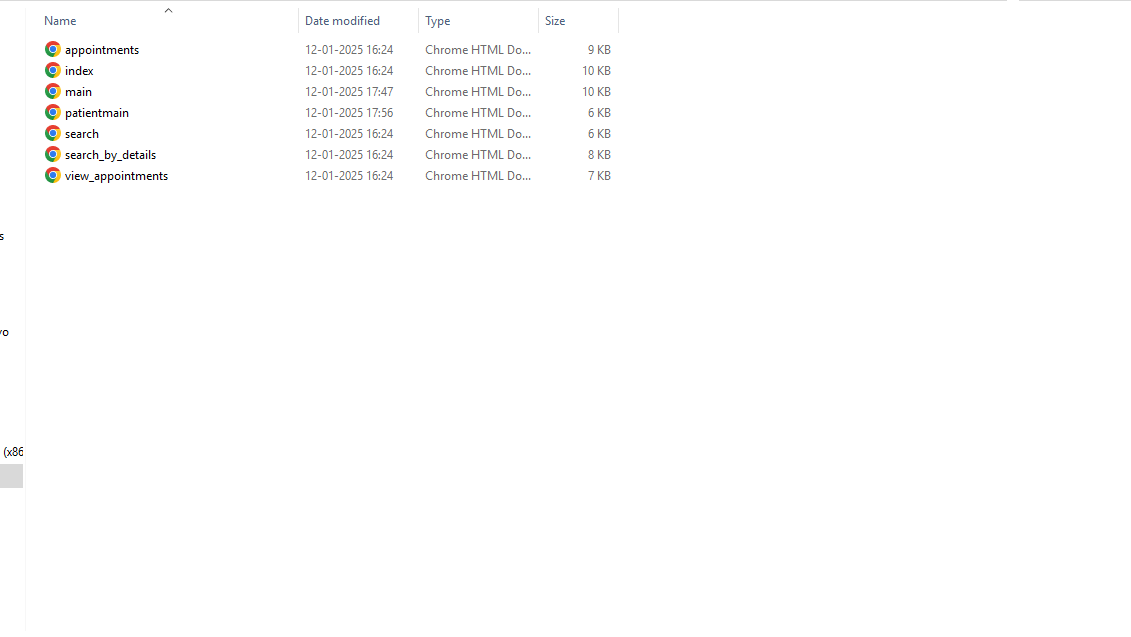 Name Date modified Type Size
appointments 12-01-2025 16:24 Chrome HTML Do... 9 KB
index 12-01-2025 16:24 Chrome HTML Do... 10 KB
main 12-01-2025 17:47 Chrome HTML Do... 10 KB
patientmain 12-01-2025 17:56 Chrome HTML Do... 6 KB
search 12-01-2025 16:24 Chrome HTML Do... 6 KB
search_by_details 12-01-2025 16:24 Chrome HTML Do... 8 KB
view_appointments 12-01-2025 16:24 Chrome HTML Do... 7 KB
s
(x86